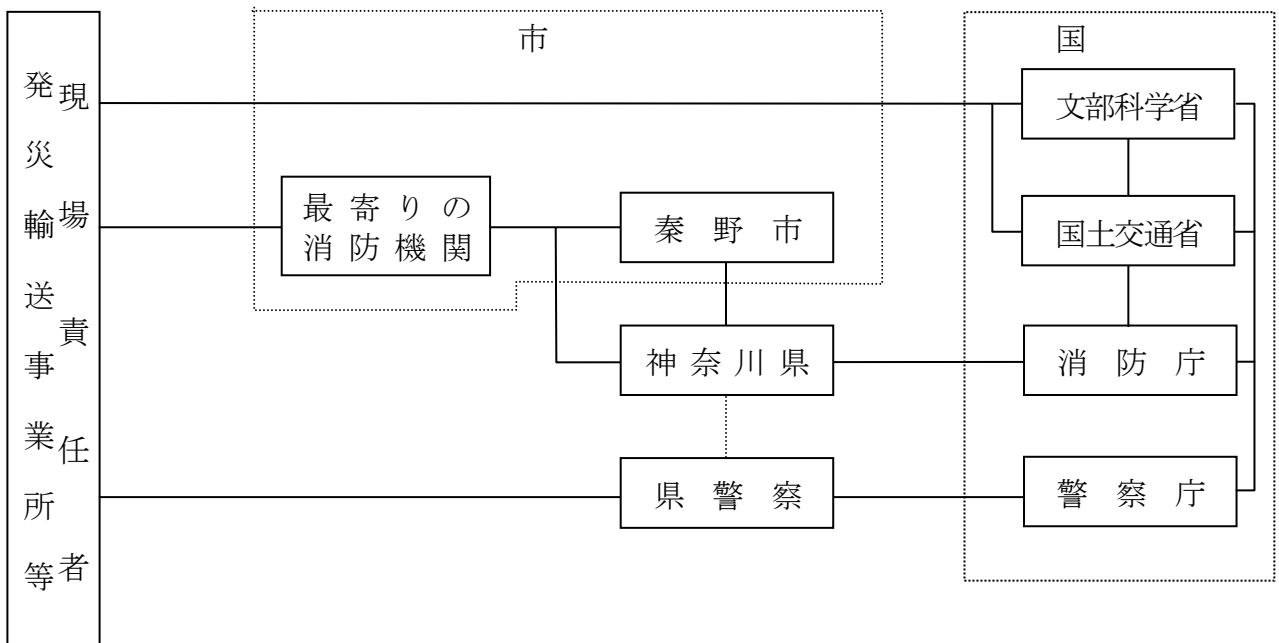 発災輸送事業所等
現場責任者
市
国
文部科学省
最寄りの
消防機関
秦野市
国土交通省
神奈川県
消防庁
県警察
警察庁